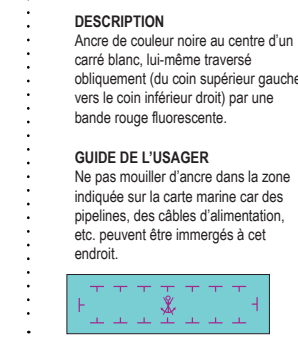 DESCRIPTION
Ancre de couleur noire au centre d’un
carré blanc, lui-même traversé
obliquement (du coin supérieur gauche
vers le coin inférieur droit) par une
bande rouge fluorescente.
GUIDE DE L’USAGER
Ne pas mouiller d’ancre dans la zone
indiquée sur la carte marine car des
pipelines, des câbles d’alimentation,
etc. peuvent être immergés à cet
endroit.